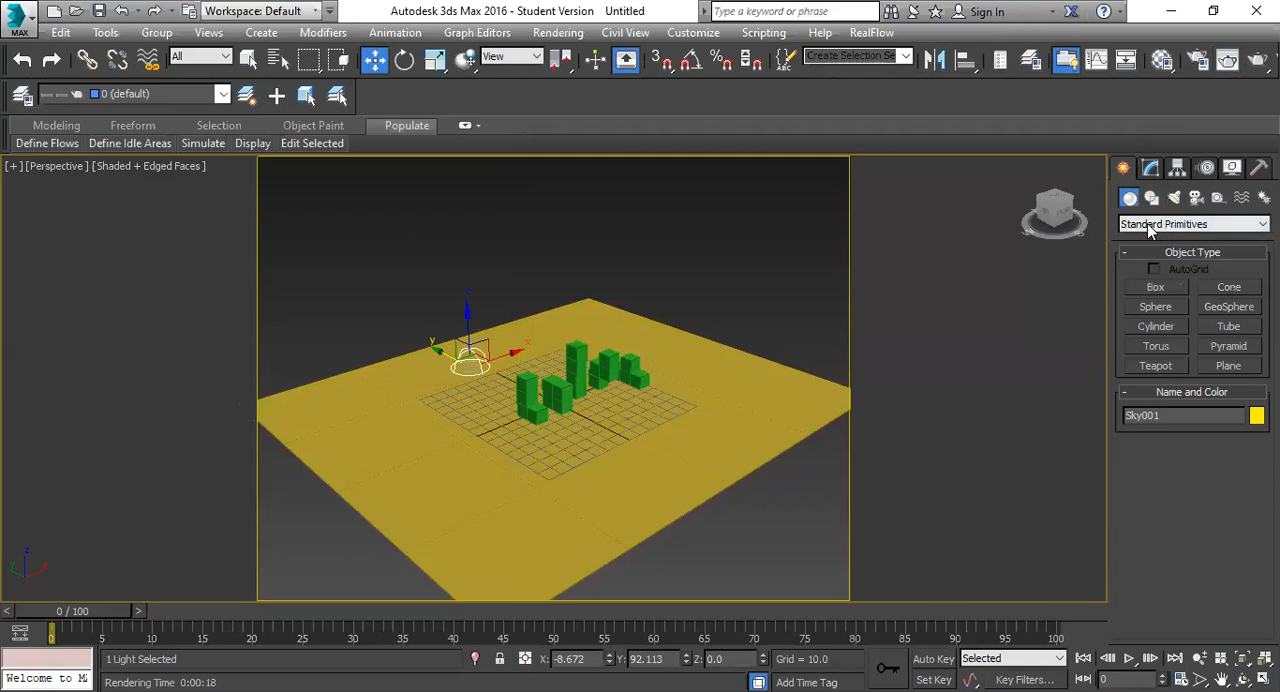 MAX
Workspace: Default
Autodesk 3ds Max 2016 - Student Version Untitled
Type a keyword or phrase
Sign In
Edit Tools Group Views Create Modifiers Animation Graph Editors Rendering Civil View Customize Scripting Help RealFlow
All
View
3
Create Selection Se
0 (default)
Modeling Freeform Selection Object Paint Populate
Define Flows Define Idle Areas Simulate Display Edit Selected
[+] [Perspective] [Shaded + Edged Faces]
Standard Primitives
- Object Type
AutoGrid
Box Cone
Sphere GeoSphere
Cylinder Tube
Torus Pyramid
Teapot Plane
- Name and Color
Sky001
z
y
x
z
y
x
< 0 / 100 >
0 5 10 15 20 25 30 35 40 45 50 55 60 65 70 75 80 85 90 95 100
1 Light Selected
X: -8.672 Y: 92.113 Z: 0.0 Grid = 10.0
Auto Key Selected
Welcome to M
Rendering Time 0:00:18
Add Time Tag
Set Key Key Filters...
0